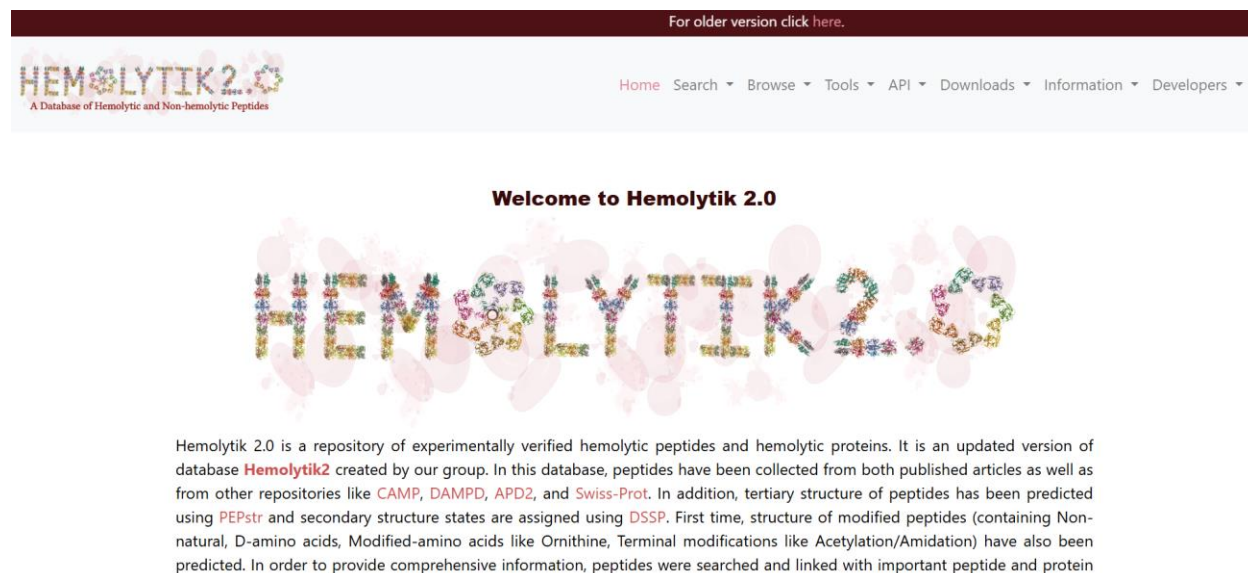 For older version click here.
HEMOLYTIK2.0
A Database of Hemolytic and Non-hemolytic Peptides
Home Search Browse Tools API Downloads Information Developers
Welcome to Hemolytik 2.0
HEMOLYTIK2.0
Hemolytik 2.0 is a repository of experimentally verified hemolytic peptides and hemolytic proteins. It is an updated version of
database Hemolytik2 created by our group. In this database, peptides have been collected from both published articles as well as
from other repositories like CAMP, DAMPD, APD2, and Swiss-Prot. In addition, tertiary structure of peptides has been predicted
using PEPstr and secondary structure states are assigned using DSSP. First time, structure of modified peptides (containing Non-
natural, D-amino acids, Modified-amino acids like Ornithine, Terminal modifications like Acetylation/Amidation) have also been
predicted. In order to provide comprehensive information, peptides were searched and linked with important peptide and protein